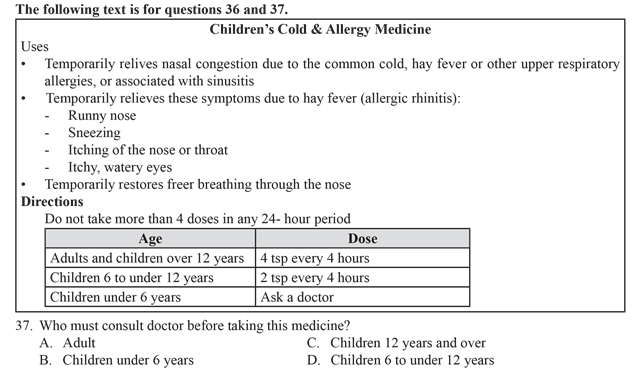 The following text is for questions 36 and 37.
Children's Cold & Allergy Medicine
Uses
• Temporarily relives nasal congestion due to the common cold, hay fever or other upper respiratory
allergies, or associated with sinusitis
• Temporarily relieves these symptoms due to hay fever (allergic rhinitis):
- Runny nose
- Sneezing
- Itching of the nose or throat
- Itchy, watery eyes
• Temporarily restores freer breathing through the nose
Directions
Do not take more than 4 doses in any 24- hour period
Age Dose
Adults and children over 12 years 4 tsp every 4 hours
Children 6 to under 12 years 2 tsp every 4 hours
Children under 6 years Ask a doctor
37. Who must consult doctor before taking this medicine?
A. Adult C. Children 12 years and over
B. Children under 6 years D. Children 6 to under 12 years